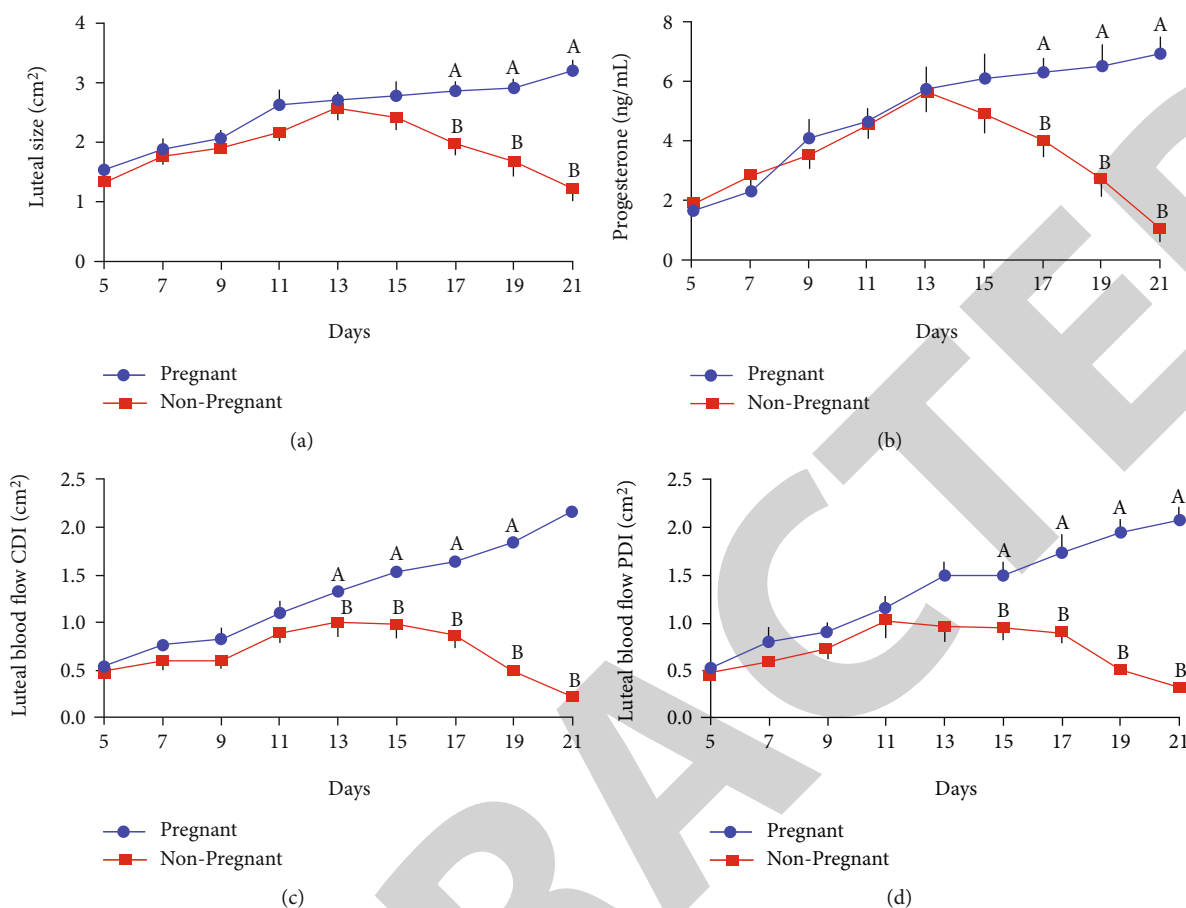 4
3
2
1
0
Luteal size (cm²)
A
A
A
B
B
B
5 7 9 11 13 15 17 19 21
Days
Pregnant
Non-Pregnant
(a)
8
6
4
2
0
Progesterone (ng/mL)
A
A
A
B
B
B
5 7 9 11 13 15 17 19 21
Days
Pregnant
Non-Pregnant
(b)
2.5
2.0
1.5
1.0
0.5
0.0
Luteal blood flow CDI (cm²)
A
A
A
A
B
B
B
B
B
5 7 9 11 13 15 17 19 21
Days
Pregnant
Non-Pregnant
(c)
2.5
2.0
1.5
1.0
0.5
0.0
Luteal blood flow PDI (cm²)
A
A
A
A
B
B
B
B
5 7 9 11 13 15 17 19 21
Days
Pregnant
Non-Pregnant
(d)
RACTE